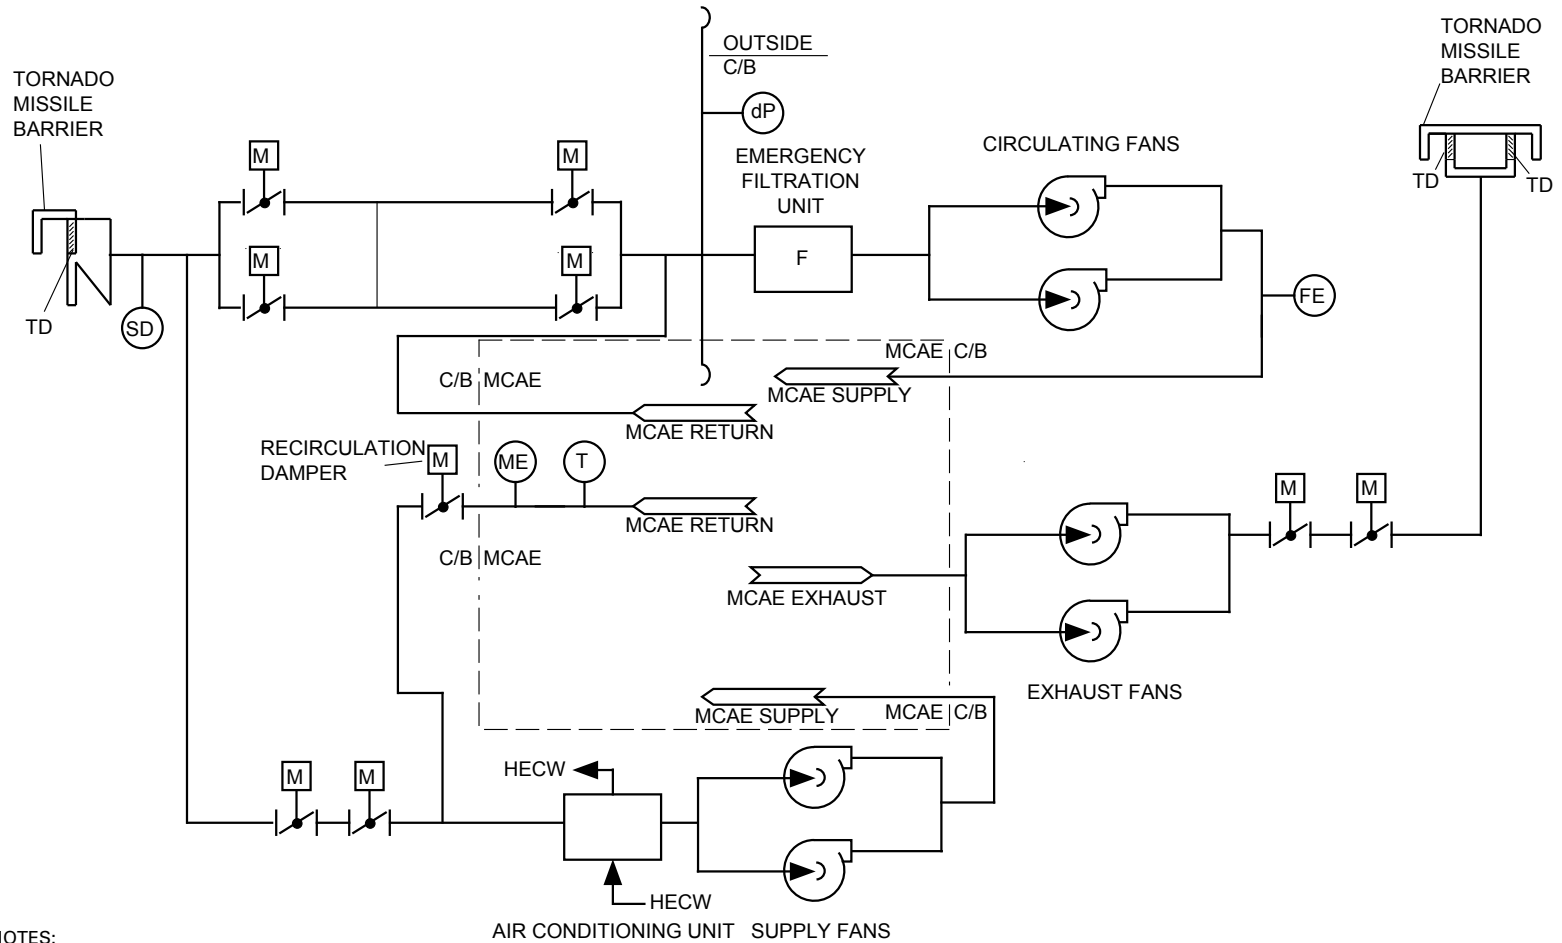 OUTSIDE
C/B
TORNADO
MISSILE
BARRIER
TORNADO
MISSILE
BARRIER
dP
M
M
EMERGENCY
FILTRATION
UNIT
CIRCULATING FANS
TD
TD
M
M
F
TD
SD
FE
MCAE C/B
C/B MCAE
MCAE SUPPLY
MCAE RETURN
RECIRCULATION
DAMPER
M
ME
T
M
M
MCAE RETURN
C/B MCAE
MCAE EXHAUST
EXHAUST FANS
MCAE SUPPLY
MCAE C/B
M
M
HECW
HECW
AIR CONDITIONING UNIT
SUPPLY FANS
NOTES: